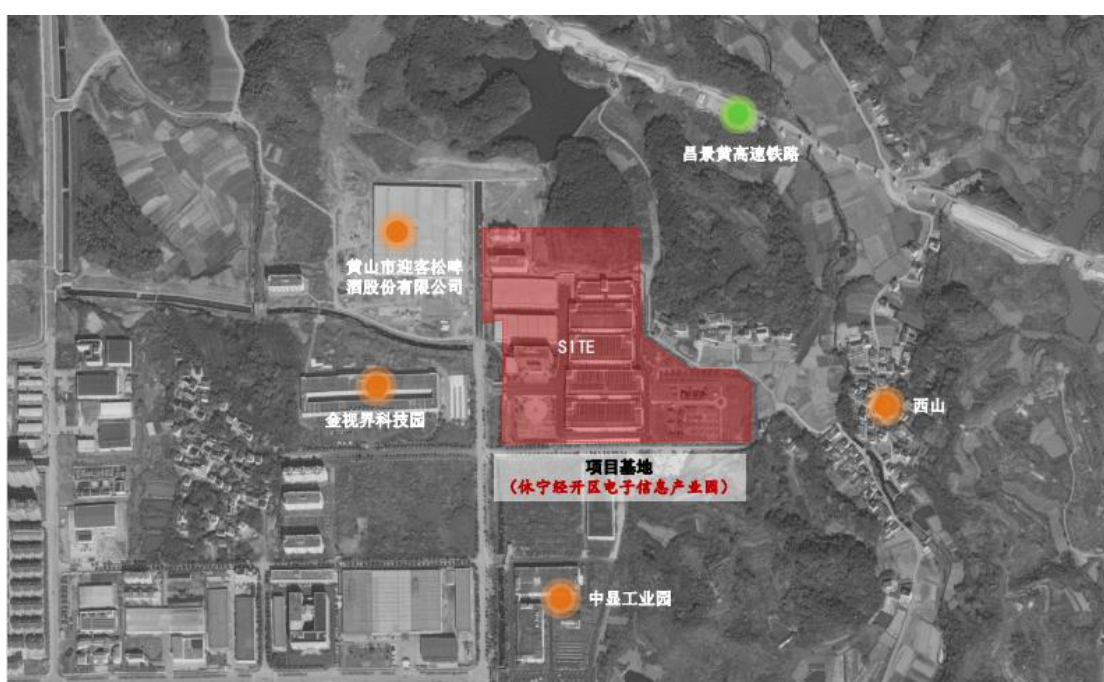 昌景黄高速铁路
黄山市迎客松啤
酒股份有限公司
SITE
金视界科技园
西山
项目基地
（休宁经开区电子信息产业园）
中显工业园